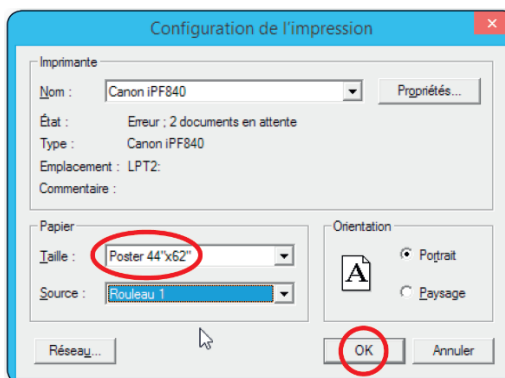 Configuration de l'impression
Imprimante
Nom : Canon iPF840 Propriétés...
État : Erreur ; 2 documents en attente
Type : Canon iPF840
Emplacement : LPT2:
Commentaire :
Papier
Taille : Poster 44"x62"
Source : Rouleau 1
Orientation
A
Portrait
Paysage
Réseau... OK Annuler